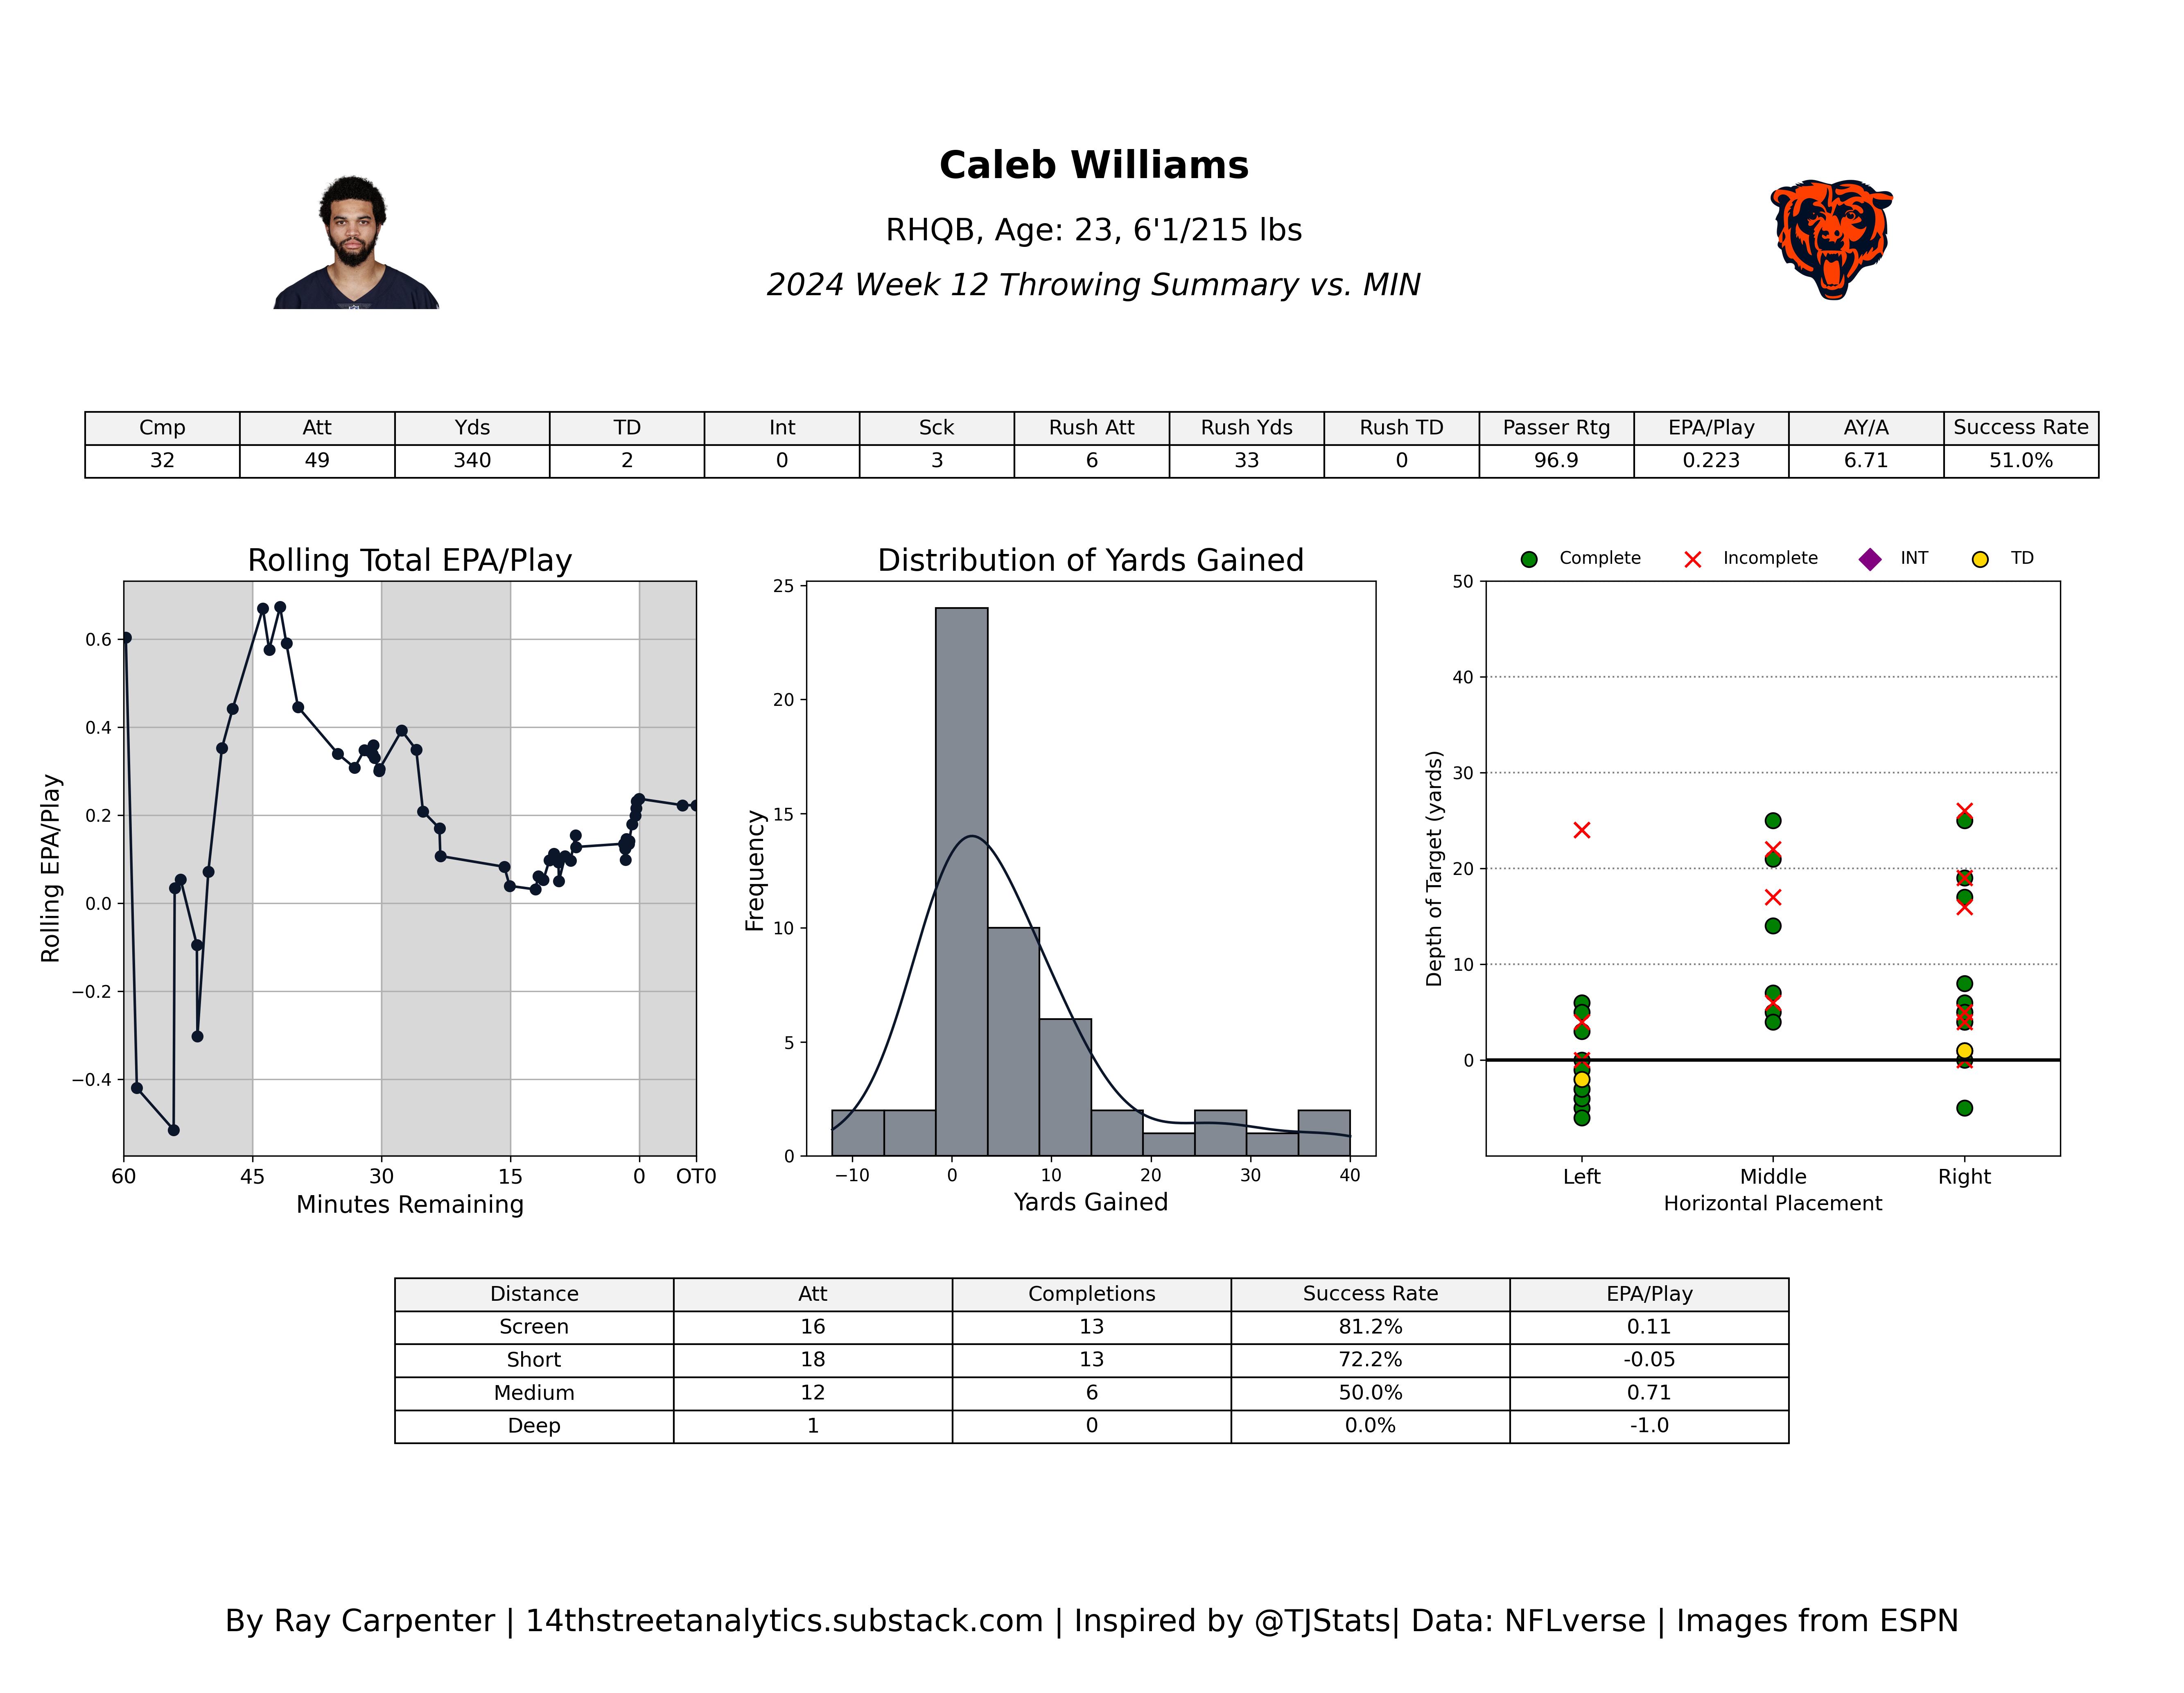 Caleb Williams
RHQB, Age: 23, 6'1/215 lbs
2024 Week 12 Throwing Summary vs. MIN
Cmp Att Yds TD Int Sck Rush Att Rush Yds Rush TD Passer Rtg EPA/Play AY/A Success Rate
32 49 340 2 0 3 6 33 0 96.9 0.223 6.71 51.0%
Rolling Total EPA/Play
0.6
0.4
0.2
0.0
−0.2
−0.4
Rolling EPA/Play
60 45 30 15 0 OT0
Minutes Remaining
Distribution of Yards Gained
25
20
15
10
5
0
Frequency
−10 0 10 20 30 40
Yards Gained
Complete Incomplete INT TD
50
40
30
20
10
0
Depth of Target (yards)
Left Middle Right
Horizontal Placement
Distance Att Completions Success Rate EPA/Play
Screen 16 13 81.2% 0.11
Short 18 13 72.2% -0.05
Medium 12 6 50.0% 0.71
Deep 1 0 0.0% -1.0
By Ray Carpenter | 14thstreetanalytics.substack.com | Inspired by @TJStats| Data: NFLverse | Images from ESPN